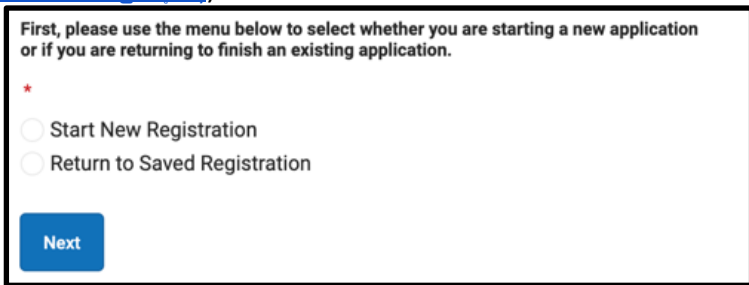 First, please use the menu below to select whether you are starting a new application
or if you are returning to finish an existing application.
*
Start New Registration
Return to Saved Registration
Next